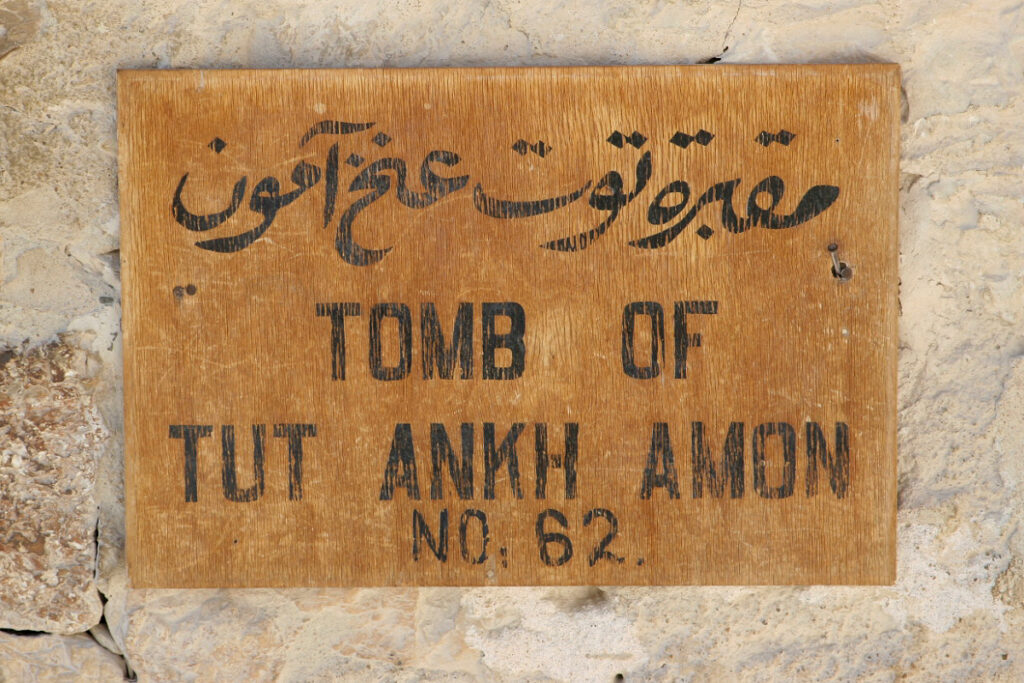 مقبرة توت عنخ آمون
TOMB OF
TUT ANKH AMON
NO. 62.